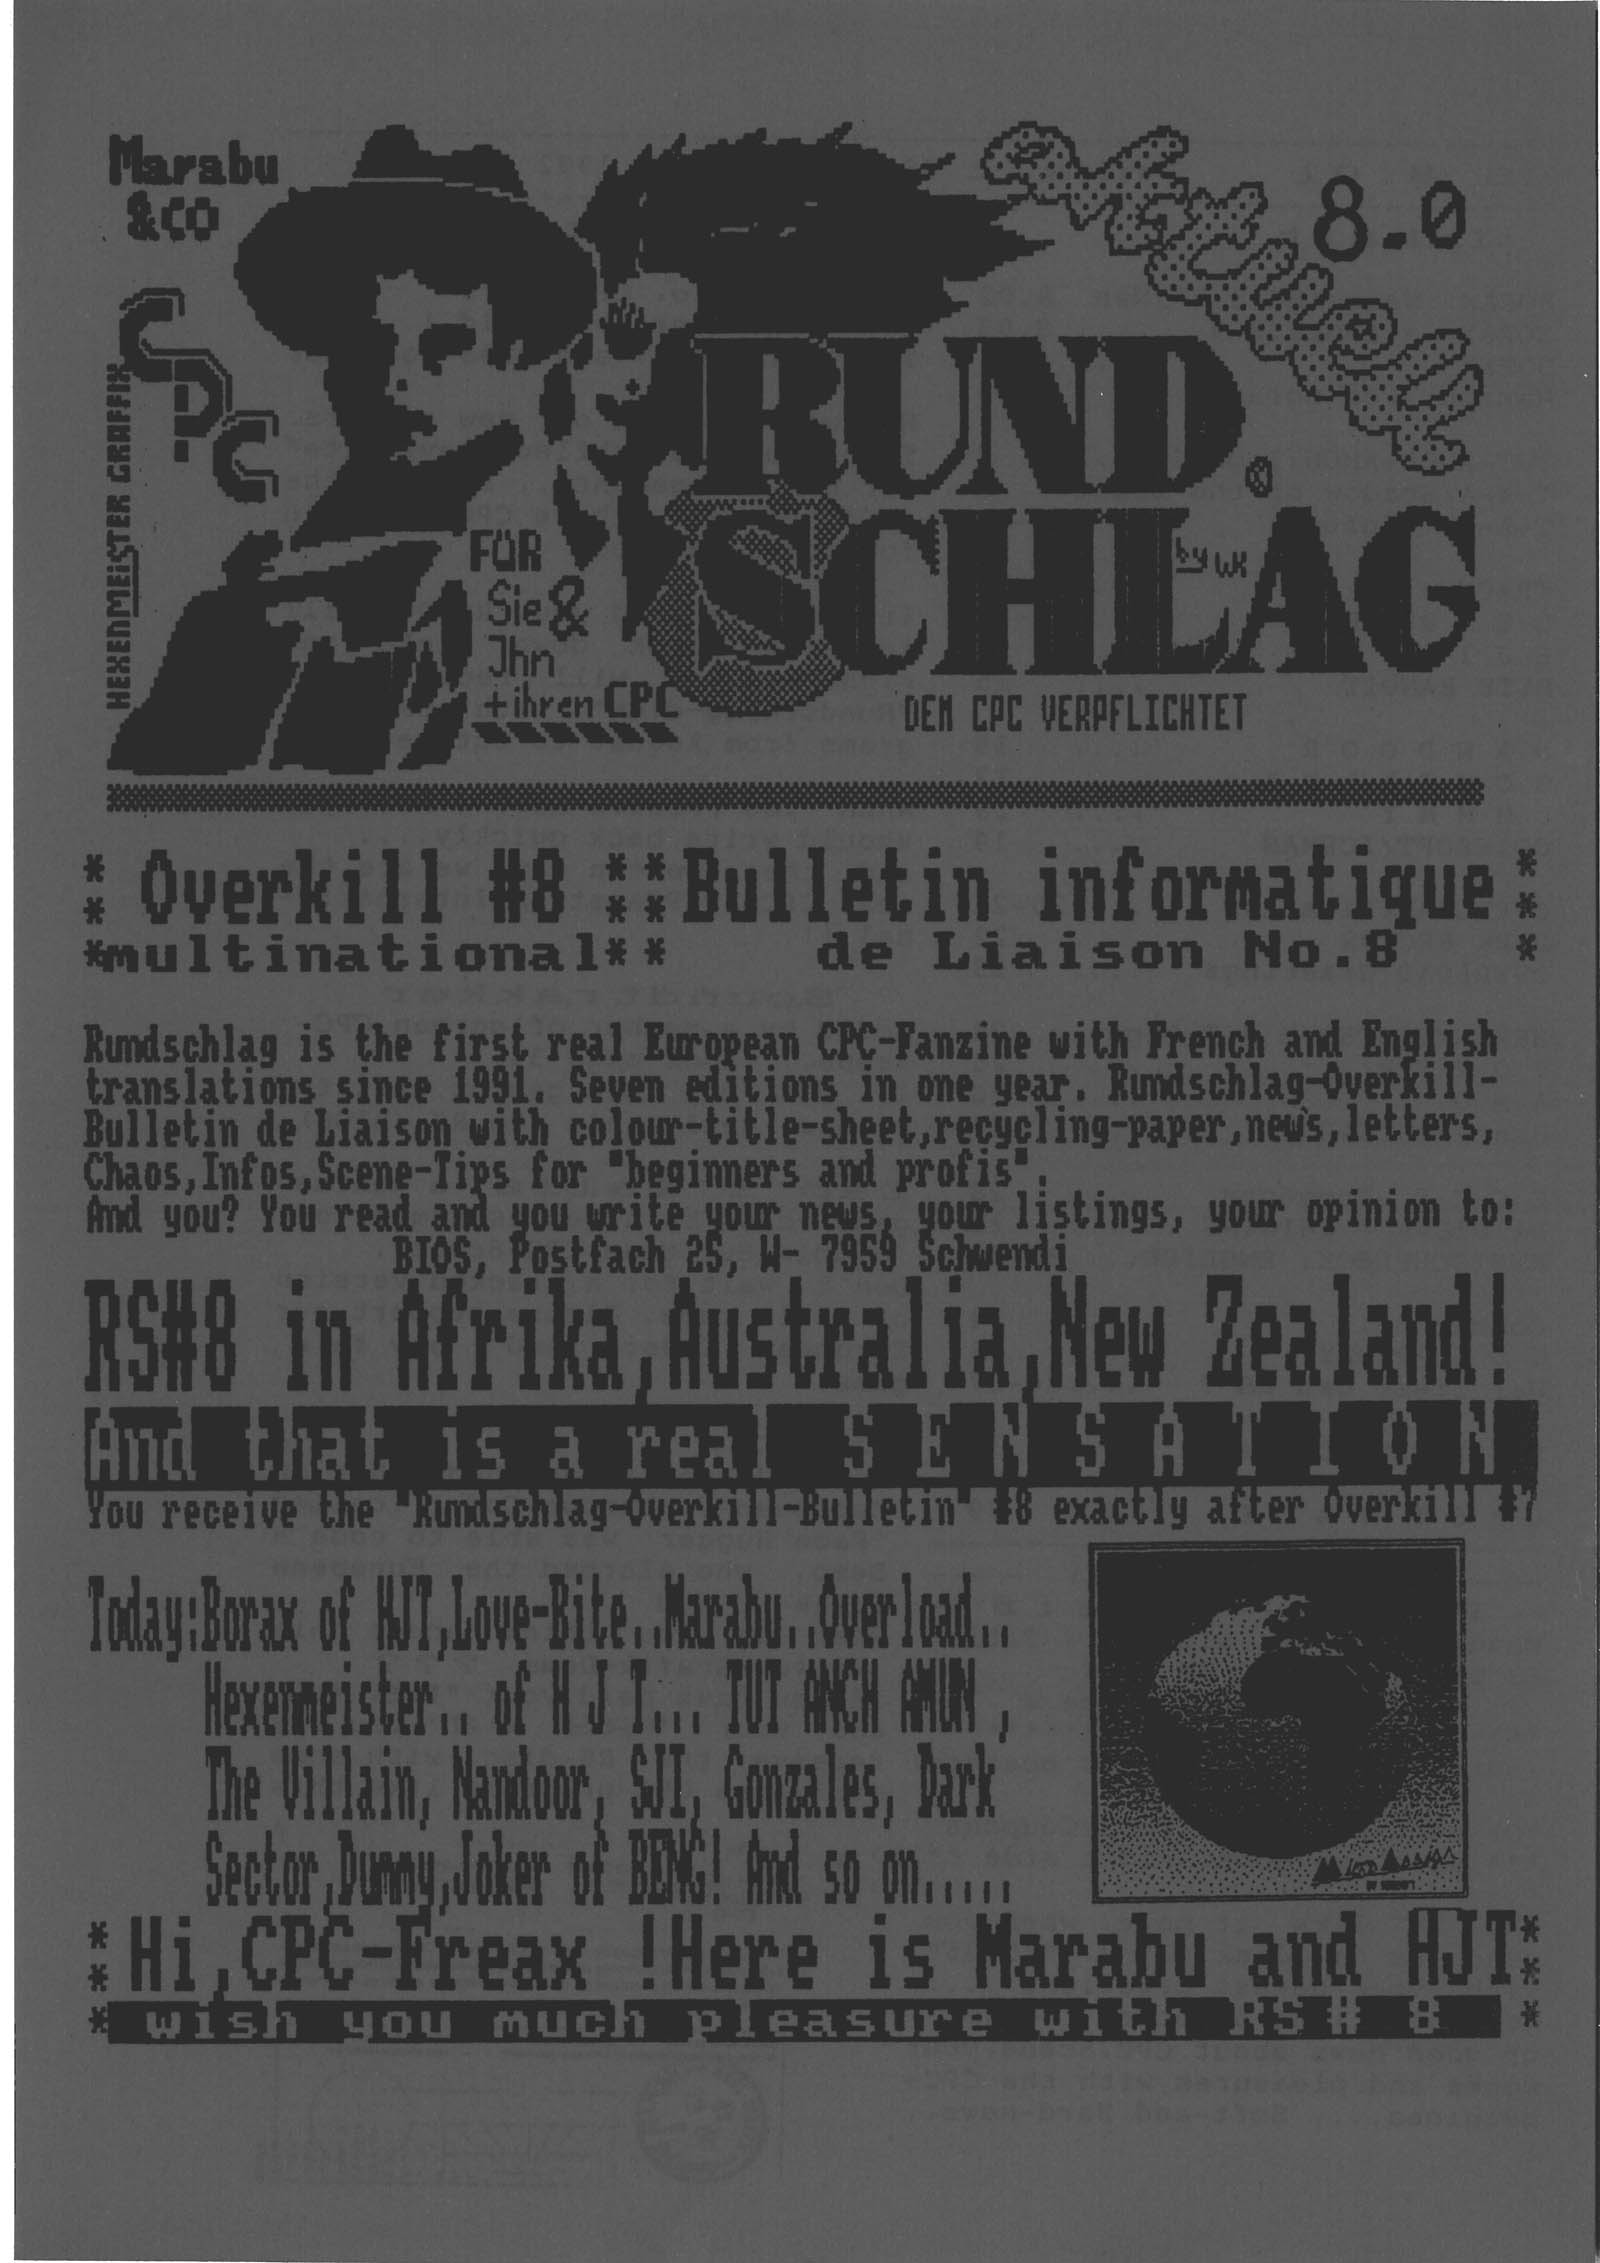 Marabu
&CO
Aktuell
8.0
CPC
HEXENMEiSTER GRAFFIX
RUND.
SCHLAG
by WK
FÜR
Sie &
Ihn
+ ihren CPC
DEM CPC VERPFLICHTET
* Overkill #8 ** Bulletin informatique *
*multinational** de Liaison No.8 *
Rundschlag is the first real European CPC-Fanzine with French and English
translations since 1991. Seven editions in one year. Rundschlag-Overkill-
Bulletin de Liaison with colour-title-sheet,recycling-paper,news,letters,
Chaos,Infos,Scene-Tips for "beginners and profis".
And you? You read and you write your news, your listings, your opinion to:
BIOS, Postfach 25, W- 7959 Schwendi
RS#8 in Afrika,Australia,New Zealand!
And that is a real S E N S A T I O N
You receive the "Rundschlag-Overkill-Bulletin" #8 exactly after Overkill #7
Today:Borax of HJT,Love-Bite..Marabu..Overload..
Hexenmeister.. of H J T... TUT ANCH AMUN ,
The Villain, Nandoor, SJI, Gonzales, Dark
Sector,Dummy,Joker of BENG! And so on.....
* Hi,CPC-Freax !Here is Marabu and HJT*
* wish you much pleasure with RS# 8 *